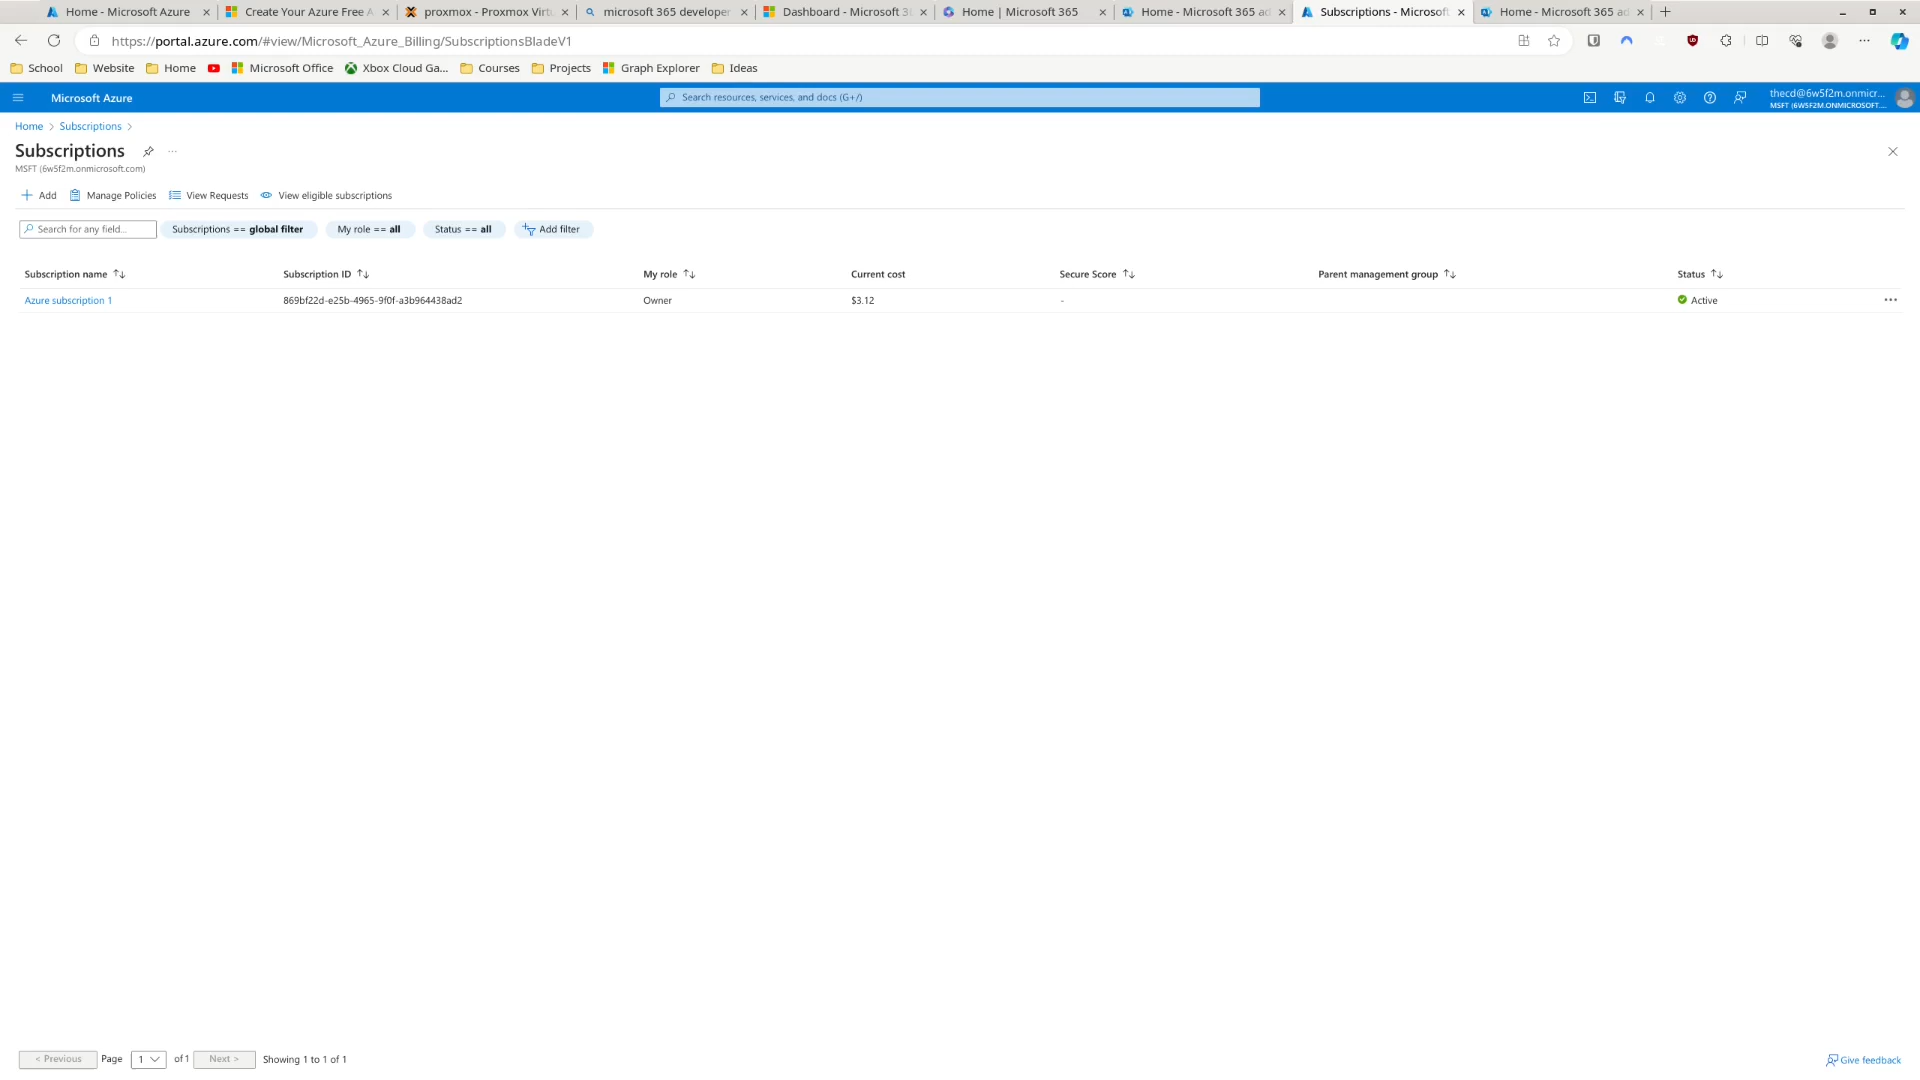 Home - Microsoft Azure
Create Your Azure Free A
proxmox - Proxmox Virtu
microsoft 365 developer
Dashboard - Microsoft 3
Home | Microsoft 365
Home - Microsoft 365 ad
Subscriptions - Microsoft
Home - Microsoft 365 ad
https://portal.azure.com/#view/Microsoft_Azure_Billing/SubscriptionsBladeV1
School
Website
Home
Microsoft Office
Xbox Cloud Ga...
Courses
Projects
Graph Explorer
Ideas
Microsoft Azure
Search resources, services, and docs (G+/)
thecd@6w5f2m.onmicr...
MSFT (6W5F2M.ONMICROSOFT....
Home > Subscriptions >
Subscriptions ...
MSFT (6w5f2m.onmicrosoft.com)
Add
Manage Policies
View Requests
View eligible subscriptions
Search for any field...
Subscriptions == global filter
My role == all
Status == all
Add filter
Subscription name
Subscription ID
My role
Current cost
Secure Score
Parent management group
Status
Azure subscription 1
869bf22d-e25b-4965-9f0f-a3b964438ad2
Owner
$3.12
-
Active
< Previous
Page
1
of 1
Next >
Showing 1 to 1 of 1
Give feedback